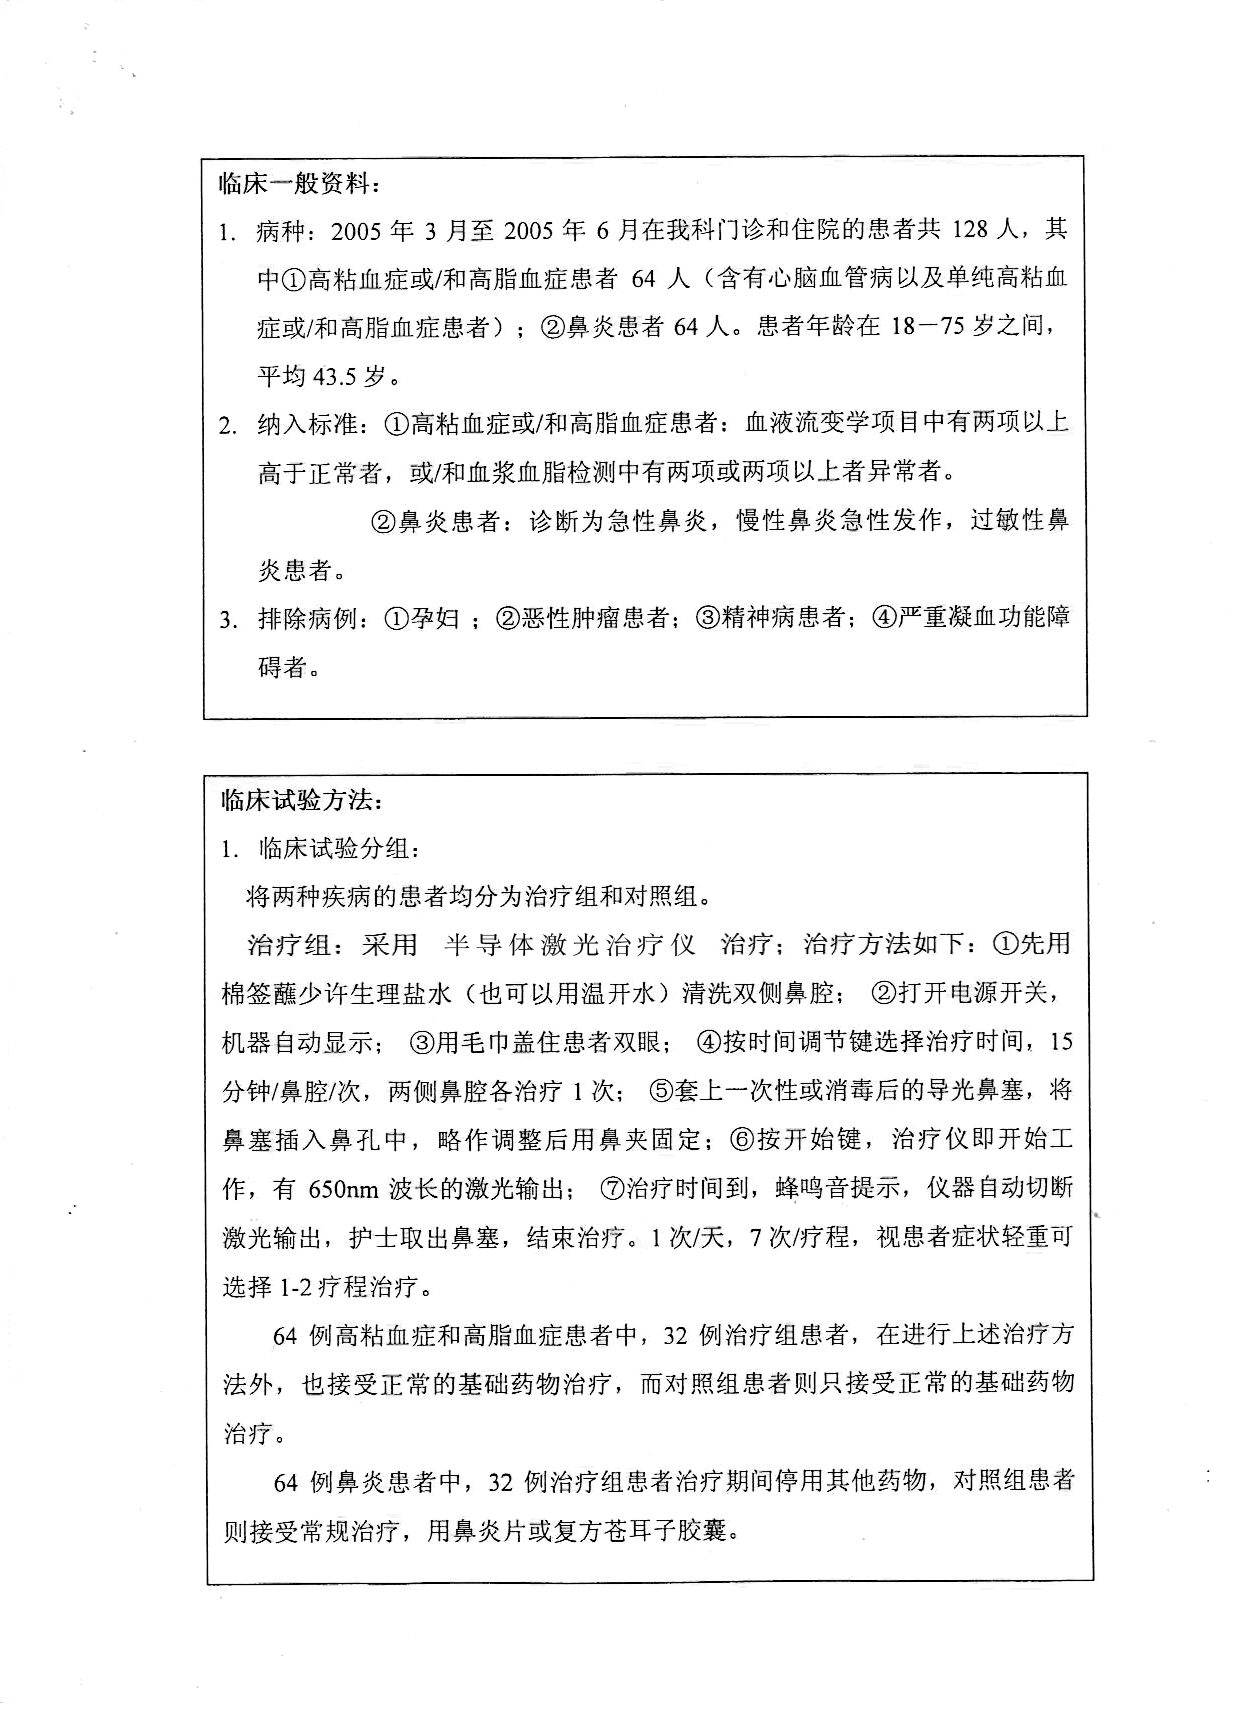 临床一般资料：
1. 病种：2005 年 3 月至 2005 年 6 月在我科门诊和住院的患者共 128 人，其
中①高粘血症或/和高脂血症患者 64 人（含有心脑血管病以及单纯高粘血
症或/和高脂血症患者）；②鼻炎患者 64 人。患者年龄在 18－75 岁之间，
平均 43.5 岁。
2. 纳入标准：①高粘血症或/和高脂血症患者：血液流变学项目中有两项以上
高于正常者，或/和血浆血脂检测中有两项或两项以上者异常者。
②鼻炎患者：诊断为急性鼻炎，慢性鼻炎急性发作，过敏性鼻
炎患者。
3. 排除病例：①孕妇 ；②恶性肿瘤患者；③精神病患者；④严重凝血功能障
碍者。
临床试验方法：
1. 临床试验分组：
将两种疾病的患者均分为治疗组和对照组。
治疗组：采用 半导体激光治疗仪 治疗；治疗方法如下：①先用
棉签蘸少许生理盐水（也可以用温开水）清洗双侧鼻腔； ②打开电源开关，
机器自动显示； ③用毛巾盖住患者双眼； ④按时间调节键选择治疗时间，15
分钟/鼻腔/次，两侧鼻腔各治疗 1 次； ⑤套上一次性或消毒后的导光鼻塞，将
鼻塞插入鼻孔中，略作调整后用鼻夹固定；⑥按开始键，治疗仪即开始工
作，有 650nm 波长的激光输出； ⑦治疗时间到，蜂鸣音提示，仪器自动切断
激光输出，护士取出鼻塞，结束治疗。1 次/天，7 次/疗程，视患者症状轻重可
选择 1-2 疗程治疗。
64 例高粘血症和高脂血症患者中，32 例治疗组患者，在进行上述治疗方
法外，也接受正常的基础药物治疗，而对照组患者则只接受正常的基础药物
治疗。
64 例鼻炎患者中，32 例治疗组患者治疗期间停用其他药物，对照组患者
则接受常规治疗，用鼻炎片或复方苍耳子胶囊。